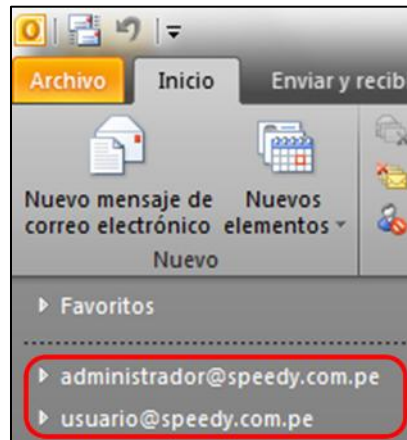 Archivo Inicio Enviar y recib
Nuevo mensaje de correo electrónico
Nuevos elementos
Nuevo
Favoritos
administrador@speedy.com.pe
usuario@speedy.com.pe